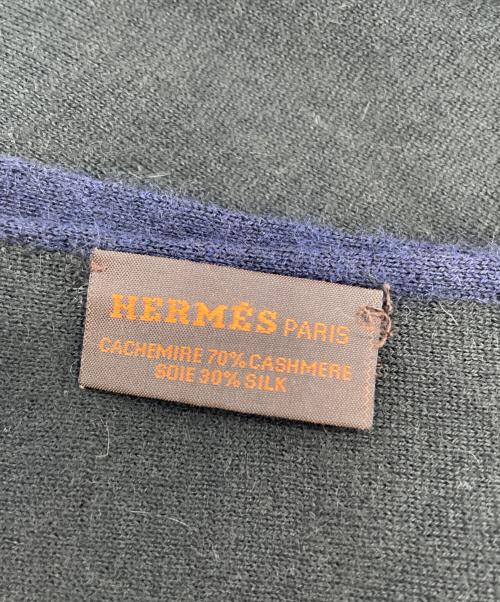 HERMÈS PARIS
CACHEMIRE 70% CASHMERE
SOIE 30% SILK